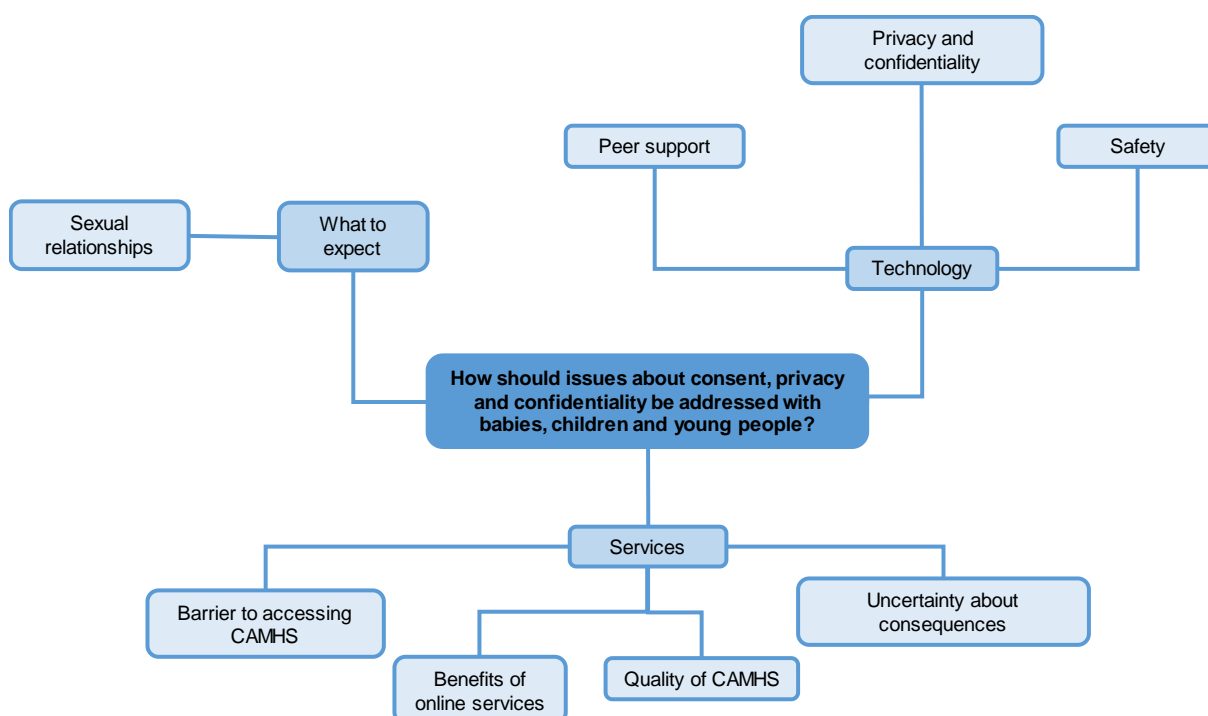 Privacy and
confidentiality
Peer support
Safety
Sexual
relationships
What to
expect
Technology
How should issues about consent, privacy
and confidentiality be addressed with
babies, children and young people?
Services
Barrier to accessing
CAMHS
Uncertainty about
consequences
Benefits of
online services
Quality of CAMHS